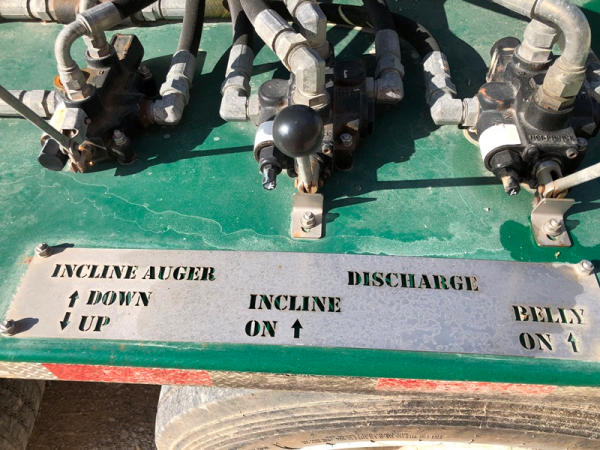 INCLINE AUGER
↑ DOWN
↓ UP
DISCHARGE
INCLINE
ON ↑
BELLY
ON ↑